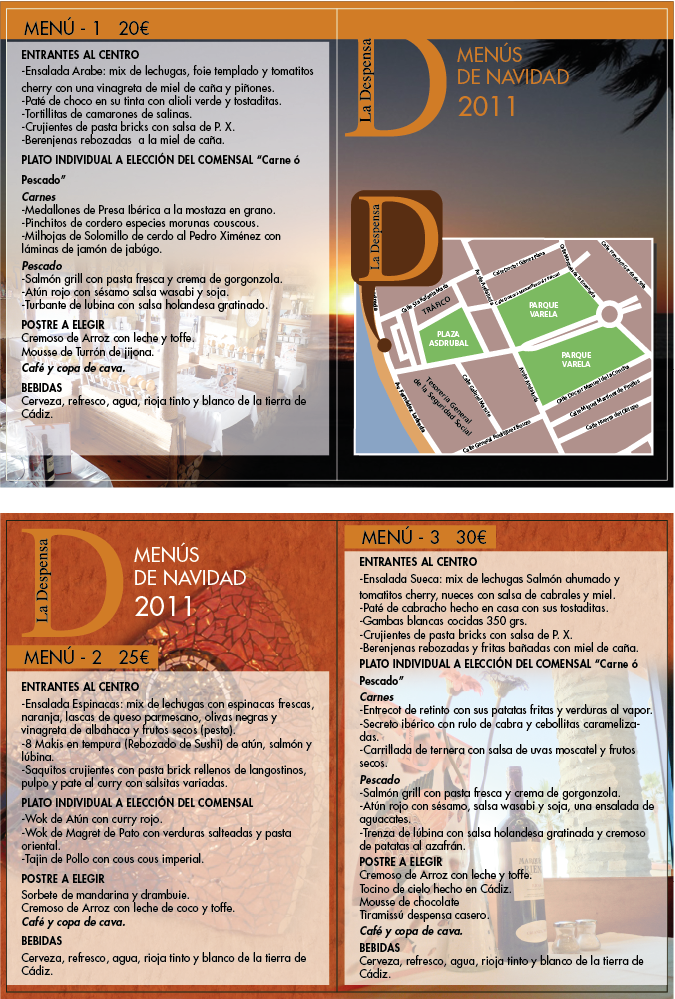 MENÚ - 1   20€
ENTRANTES AL CENTRO
-Ensalada Arabe: mix de lechugas, foie templado y tomatitos
cherry con una vinagreta de miel de caña y piñones.
-Paté de choco en su tinta con alioli verde y tostaditas.
-Tortillitas de camarones de salinas.
-Crujientes de pasta bricks con salsa de P. X.
-Berenjenas rebozadas a la miel de caña.
PLATO INDIVIDUAL A ELECCIÓN DEL COMENSAL “Carne ó
Pescado”
Carnes
-Medallones de Presa Ibérica a la mostaza en grano.
-Pinchitos de cordero especies morunas couscous.
-Milhojas de Solomillo de cerdo al Pedro Ximénez con
láminas de jamón de jabúgo.
Pescado
-Salmón grill con pasta fresca y crema de gorgonzola.
-Atún rojo con sésamo salsa wasabi y soja.
-Turbante de lubina con salsa holandesa gratinado.
POSTRE A ELEGIR
Cremoso de Arroz con leche y toffe.
Mousse de Turrón de jijona.
Café y copa de cava.
BEBIDAS
Cerveza, refresco, agua, rioja tinto y blanco de la tierra de
Cádiz.
La Despensa
D
MENÚS
DE NAVIDAD
2011
La Despensa
D
TRÁFICO
PLAZA
ASDRUBAL
PARQUE
VARELA
PARQUE
VARELA
Tesorería General
de la Seguridad Social
La Despensa
D
MENÚS
DE NAVIDAD
2011
MENÚ - 2   25€
ENTRANTES AL CENTRO
-Ensalada Espinacas: mix de lechugas con espinacas frescas,
naranja, lascas de queso parmesano, olivas negras y
vinagreta de albahaca y frutos secos (pesto).
-8 Makis en tempura (Rebozado de Sushi) de atún, salmón y
lúbina.
-Saquitos crujientes con pasta brick rellenos de langostinos,
pulpo y pate al curry con salsitas variadas.
PLATO INDIVIDUAL A ELECCIÓN DEL COMENSAL
-Wok de Atún con curry rojo.
-Wok de Magret de Pato con verduras salteadas y pasta
oriental.
-Tajin de Pollo con cous cous imperial.
POSTRE A ELEGIR
Sorbete de mandarina y drambuie.
Cremoso de Arroz con leche de coco y toffe.
Café y copa de cava.
BEBIDAS
Cerveza, refresco, agua, rioja tinto y blanco de la tierra de
Cádiz.
MENÚ - 3   30€
ENTRANTES AL CENTRO
-Ensalada Sueca: mix de lechugas Salmón ahumado y
tomatitos cherry, nueces con salsa de cabrales y miel.
-Paté de cabracho hecho en casa con sus tostaditas.
-Gambas blancas cocidas 350 grs.
-Crujientes de pasta bricks con salsa de P. X.
-Berenjenas rebozadas y fritas bañadas con miel de caña.
PLATO INDIVIDUAL A ELECCIÓN DEL COMENSAL “Carne ó
Pescado”
Carnes
-Entrecot de retinto con sus patatas fritas y verduras al vapor.
-Secreto ibérico con rulo de cabra y cebollitas carameliza-
das.
-Carrillada de ternera con salsa de uvas moscatel y frutos
secos.
Pescado
-Salmón grill con pasta fresca y crema de gorgonzola.
-Atún rojo con sésamo, salsa wasabi y soja, una ensalada de
aguacates.
-Trenza de lúbina con salsa holandesa gratinada y cremoso
de patatas al azafrán.
POSTRE A ELEGIR
Cremoso de Arroz con leche y toffe.
Tocino de cielo hecho en Cádiz.
Mousse de chocolate
Tiramissú despensa casero.
Café y copa de cava.
BEBIDAS
Cerveza, refresco, agua, rioja tinto y blanco de la tierra de
Cádiz.